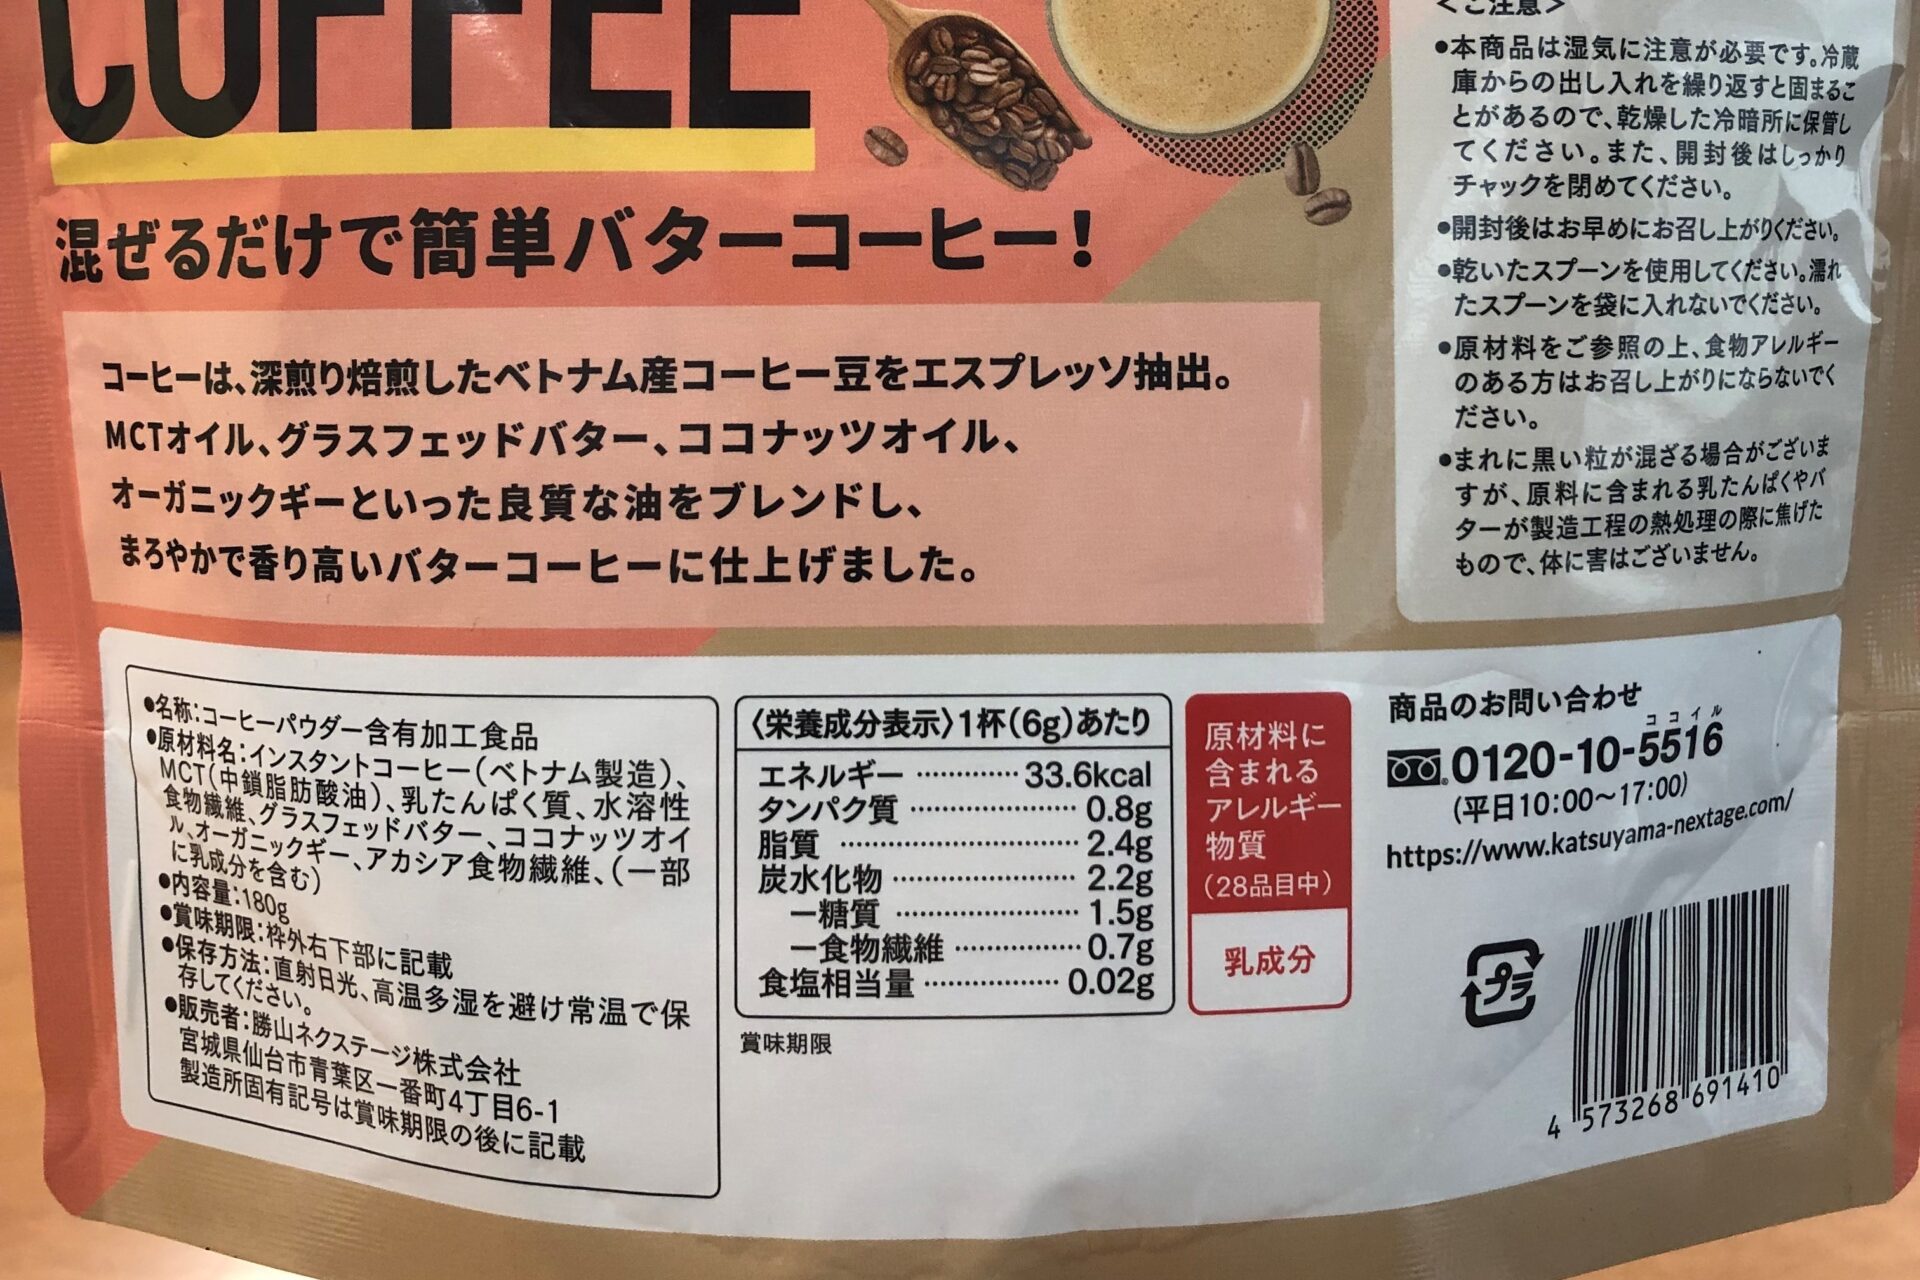 COFFEE
混ぜるだけで簡単バターコーヒー!
コーヒーは、深煎り焙煎したベトナム産コーヒー豆をエスプレッソ抽出。
MCTオイル、グラスフェッドバター、ココナッツオイル、
オーガニックギーといった良質な油をブレンドし、
まろやかで香り高いバターコーヒーに仕上げました。
<ご注意>
●本商品は湿気に注意が必要です。冷蔵
庫からの出し入れを繰り返すと固まるこ
とがあるので、乾燥した冷暗所に保管し
てください。また、開封後はしっかり
チャックを閉めてください。
●開封後はお早めにお召し上がりください。
●乾いたスプーンを使用してください。濡れ
たスプーンを袋に入れないでください。
●原材料をご参照の上、食物アレルギー
のある方はお召し上がりにならないでく
ださい。
●まれに黒い粒が混ざる場合がございま
すが、原料に含まれる乳たんぱくやバ
ターが製造工程の熱処理の際に焦げた
もので、体に害はございません。
●名称:コーヒーパウダー含有加工食品
●原材料名:インスタントコーヒー(ベトナム製造)、
MCT(中鎖脂肪酸油)、乳たんぱく質、水溶性
食物繊維、グラスフェッドバター、ココナッツオイ
ル、オーガニックギー、アカシア食物繊維、(一部
に乳成分を含む)
●内容量:180g
●賞味期限:枠外右下部に記載
●保存方法:直射日光、高温多湿を避け常温で保
存してください。
●販売者:勝山ネクステージ株式会社
宮城県仙台市青葉区一番町4丁目6-1
製造所固有記号は賞味期限の後に記載
〈栄養成分表示〉1杯(6g)あたり
エネルギー ………… 33.6kcal
タンパク質 ………… 0.8g
脂質 ………… 2.4g
炭水化物 ………… 2.2g
ー糖質 ………… 1.5g
ー食物繊維 ………… 0.7g
食塩相当量 ………… 0.02g
賞味期限
原材料に
含まれる
アレルギー
物質
(28品目中)
乳成分
商品のお問い合わせ
ココイル
0120-10-5516
(平日10:00〜17:00)
https://www.katsuyama-nextage.com/
プラ
4 573268 691410